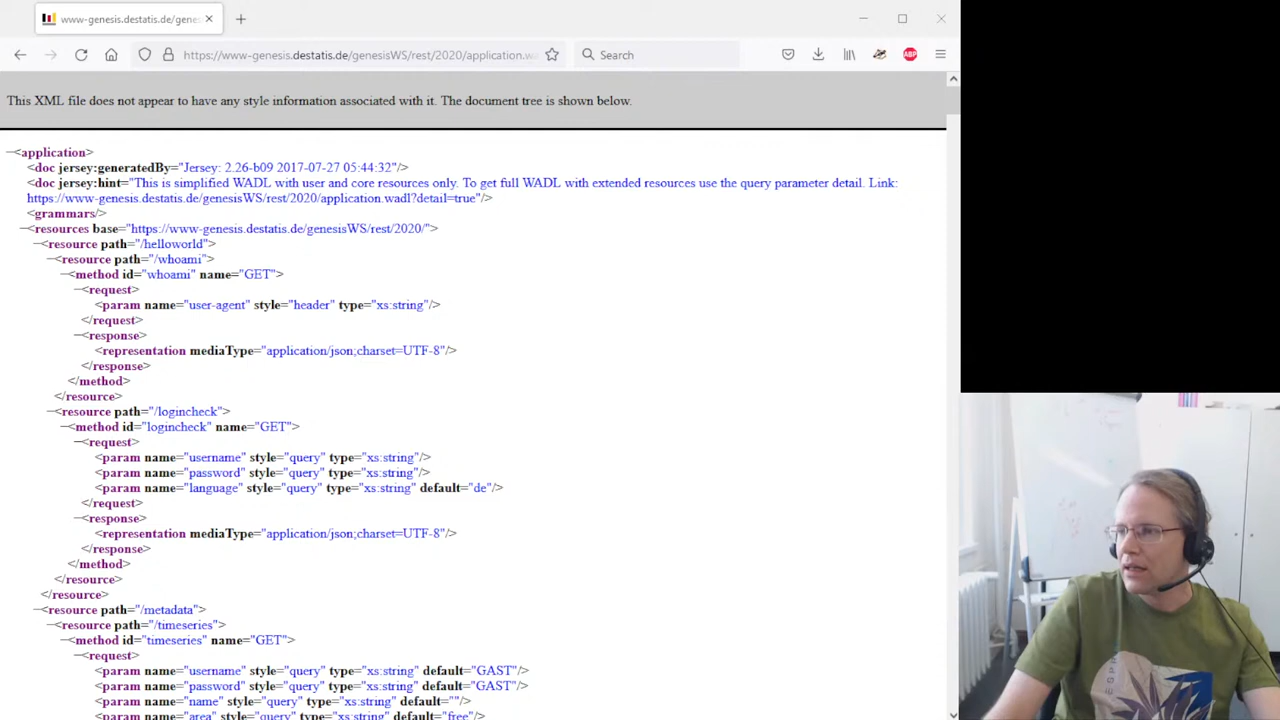 www-genesis.destatis.de/gene
https://www-genesis.destatis.de/genesisWS/rest/2020/application.w
Search
ABP
This XML file does not appear to have any style information associated with it. The document tree is shown below.
—<application>
<doc jersey:generatedBy="Jersey: 2.26-b09 2017-07-27 05:44:32"/>
<doc jersey:hint="This is simplified WADL with user and core resources only. To get full WADL with extended resources use the query parameter detail. Link:
https://www-genesis.destatis.de/genesisWS/rest/2020/application.wadl?detail=true"/>
<grammars/>
—<resources base="https://www-genesis.destatis.de/genesisWS/rest/2020/">
—<resource path="/helloworld">
—<resource path="/whoami">
—<method id="whoami" name="GET">
—<request>
<param name="user-agent" style="header" type="xs:string"/>
</request>
—<response>
<representation mediaType="application/json;charset=UTF-8"/>
</response>
</method>
</resource>
—<resource path="/logincheck">
—<method id="logincheck" name="GET">
—<request>
<param name="username" style="query" type="xs:string"/>
<param name="password" style="query" type="xs:string"/>
<param name="language" style="query" type="xs:string" default="de"/>
</request>
—<response>
<representation mediaType="application/json;charset=UTF-8"/>
</response>
</method>
</resource>
</resource>
—<resource path="/metadata">
—<resource path="/timeseries">
—<method id="timeseries" name="GET">
—<request>
<param name="username" style="query" type="xs:string" default="GAST"/>
<param name="password" style="query" type="xs:string" default="GAST"/>
<param name="name" style="query" type="xs:string" default=""/>
<param name="area" style="query" type="xs:string" default="free"/>